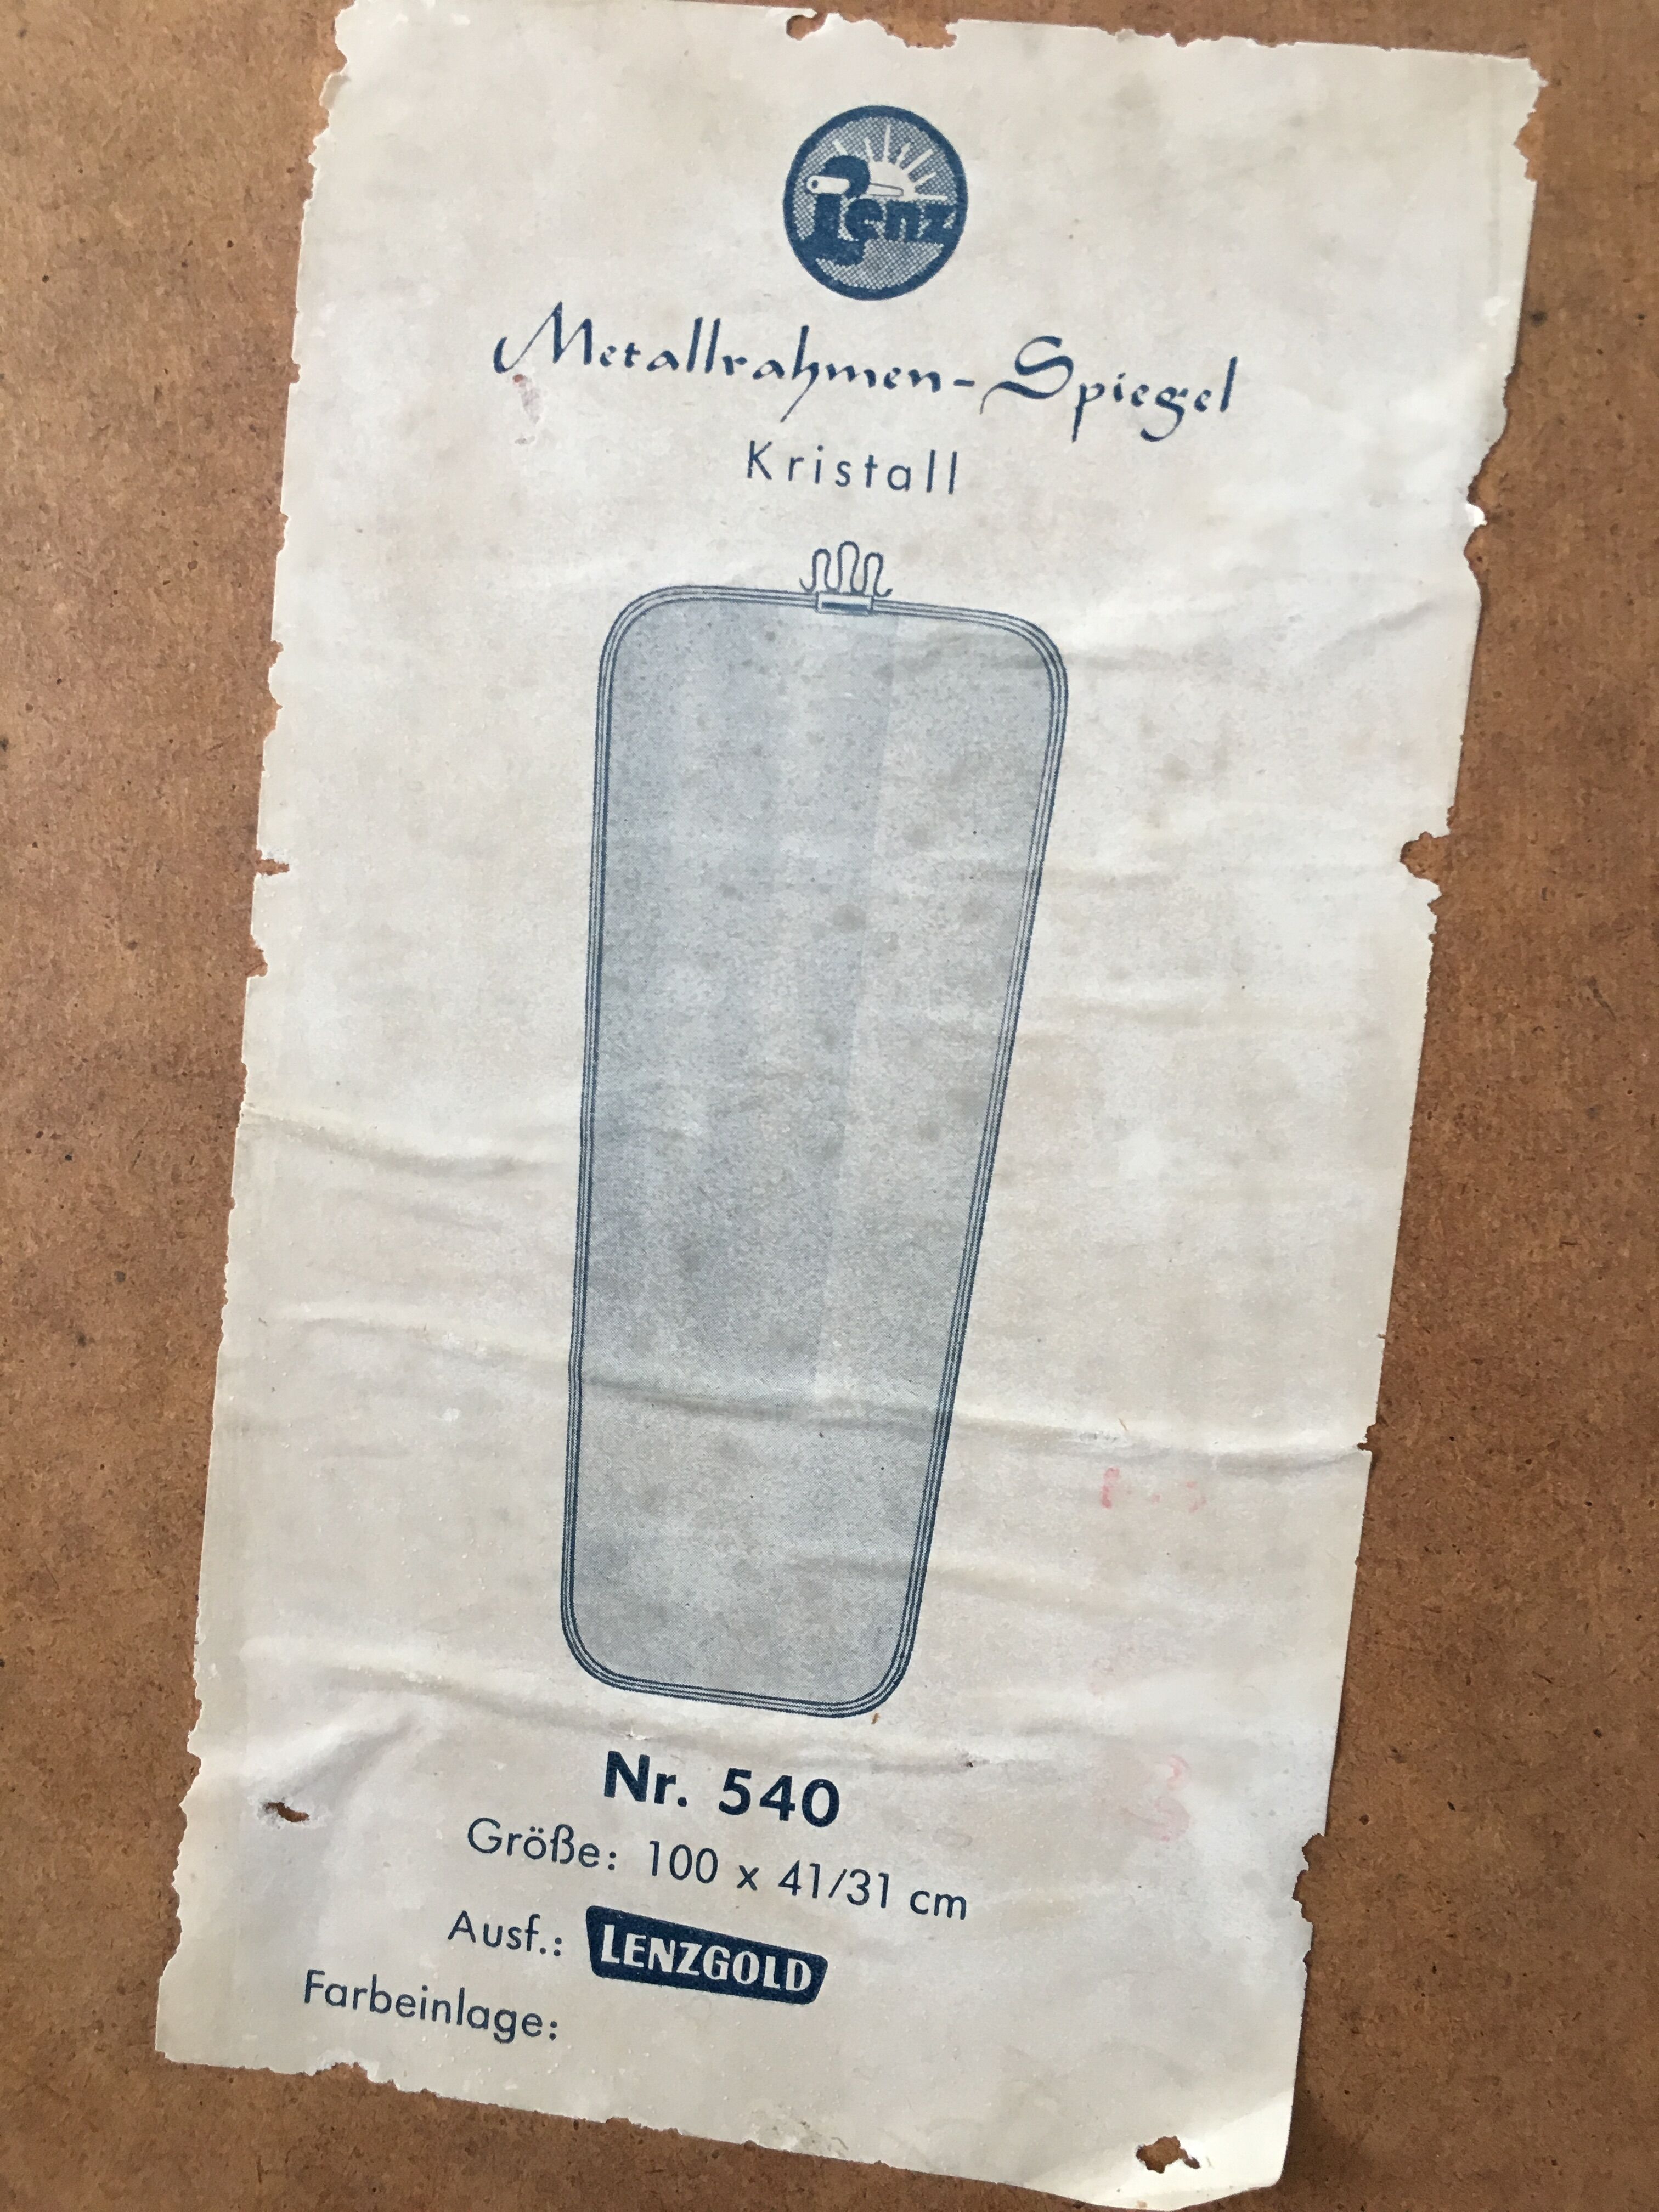 Lenz
Metallrahmen-Spiegel
Kristall
Nr. 540
Größe: 100 x 41/31 cm
Ausf.: LENZGOLD
Farbeinlage: